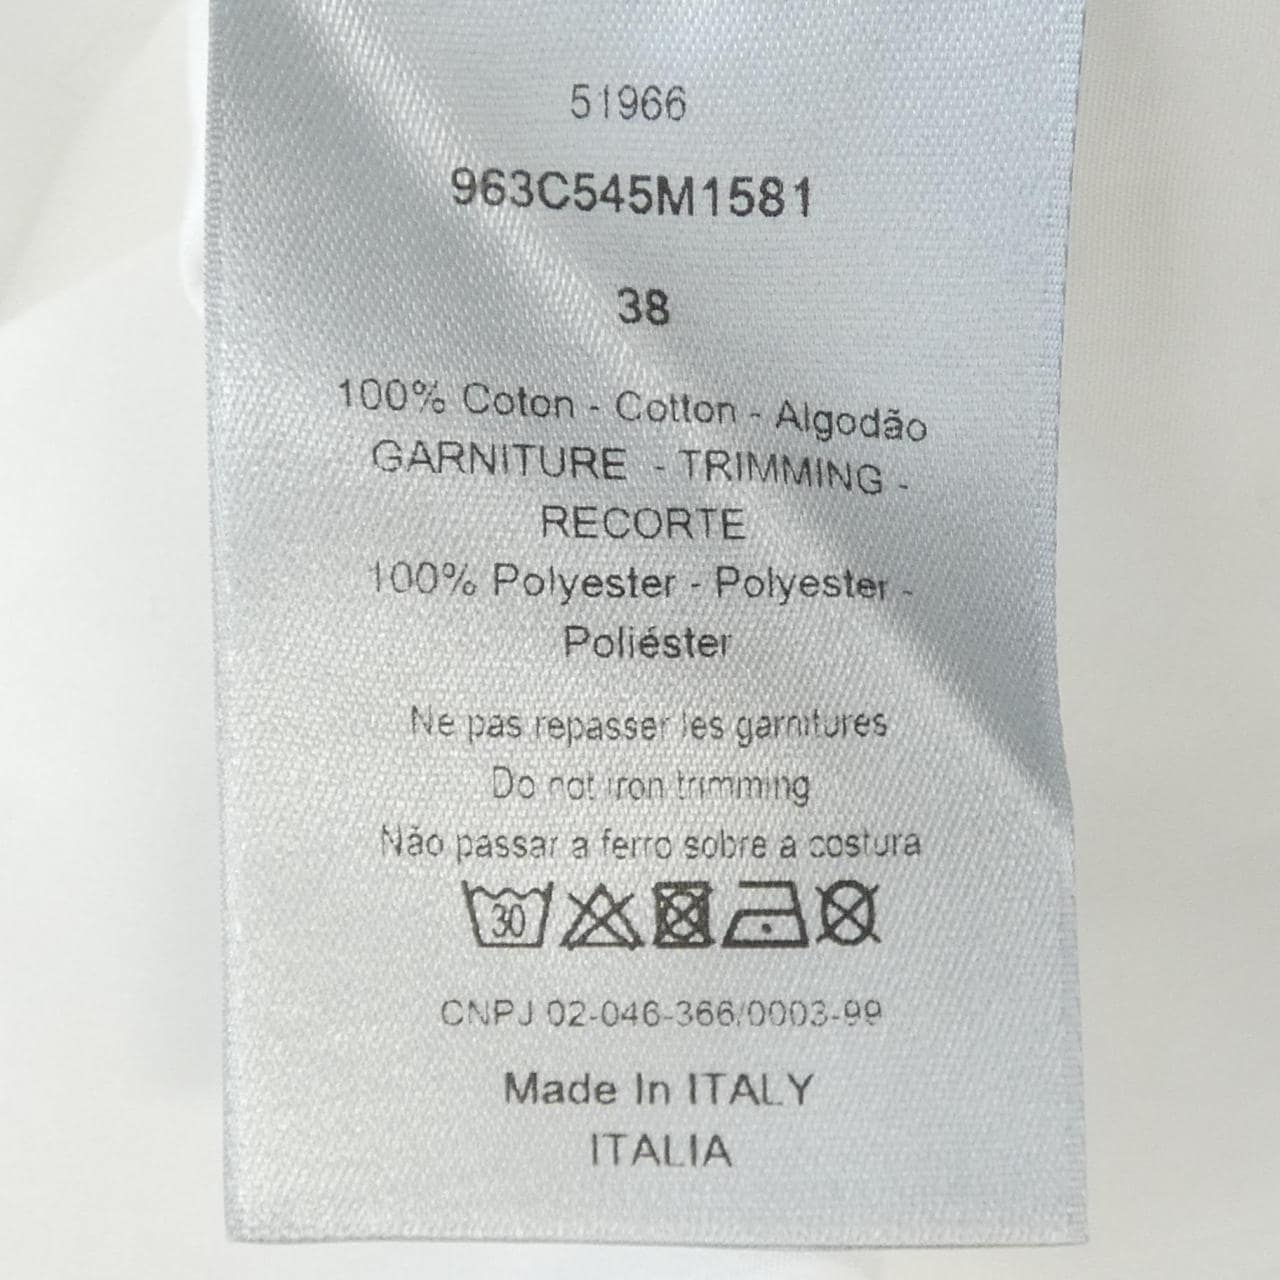 51966
963C545M1581
38
100% Coton - Cotton - Algodão
GARNITURE - TRIMMING -
RECORTE
100% Polyester - Polyester -
Poliéster
Ne pas repasser les garnitures
Do not iron trimming
Não passar a ferro sobre a costura
30
CNPJ 02-046-366/0003-99
Made In ITALY
ITALIA